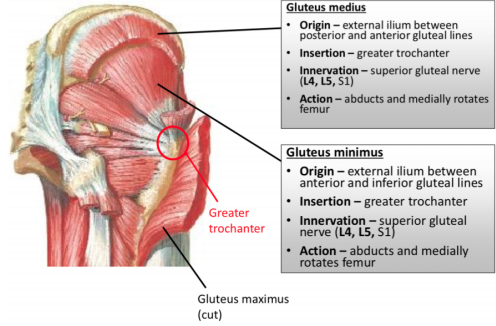 Gluteus medius
• Origin – external ilium between
posterior and anterior gluteal lines
• Insertion – greater trochanter
• Innervation – superior gluteal nerve
(L4, L5, S1)
• Action – abducts and medially rotates
femur
Gluteus minimus
• Origin – external ilium between
anterior and inferior gluteal lines
• Insertion – greater trochanter
• Innervation – superior gluteal
nerve (L4, L5, S1)
• Action – abducts and medially
rotates femur
Greater
trochanter
Gluteus maximus
(cut)